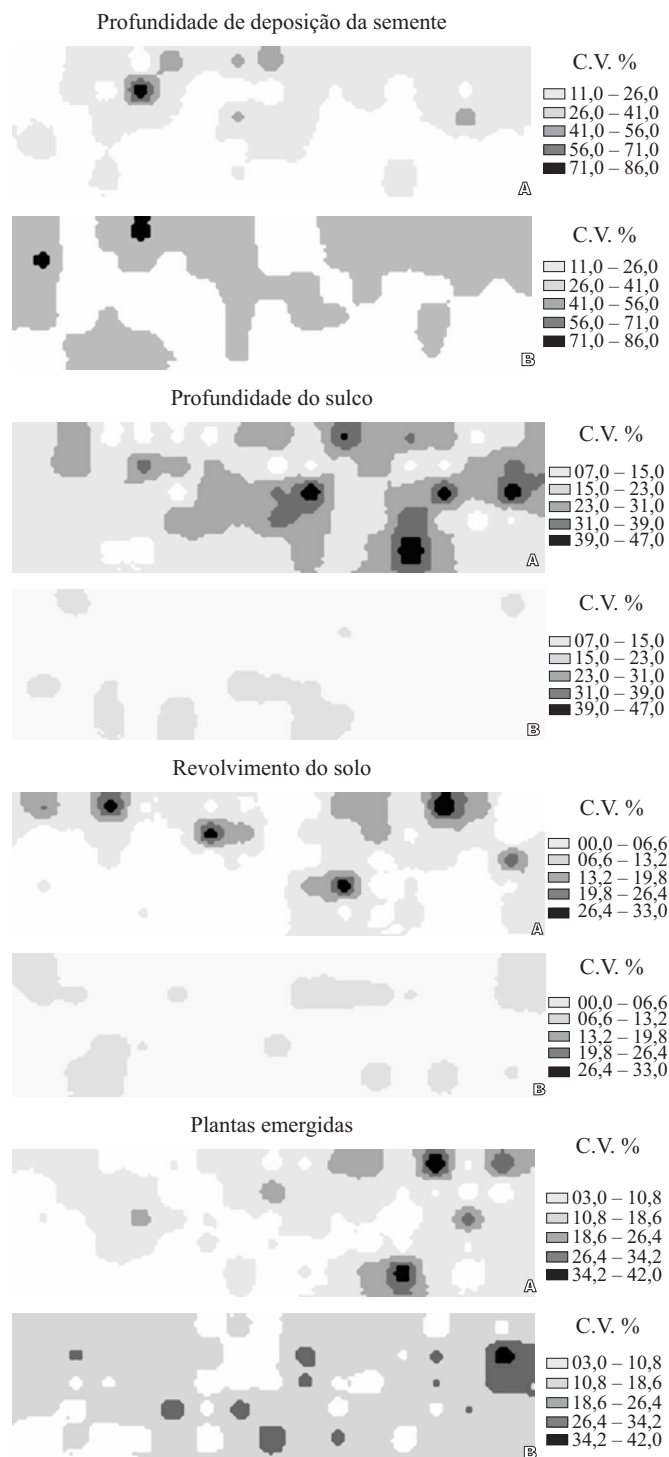 Profundidade de deposição da semente
C.V. %
11,0 – 26,0
26,0 – 41,0
41,0 – 56,0
56,0 – 71,0
71,0 – 86,0
A
C.V. %
11,0 – 26,0
26,0 – 41,0
41,0 – 56,0
56,0 – 71,0
71,0 – 86,0
B
Profundidade do sulco
C.V. %
07,0 – 15,0
15,0 – 23,0
23,0 – 31,0
31,0 – 39,0
39,0 – 47,0
A
C.V. %
07,0 – 15,0
15,0 – 23,0
23,0 – 31,0
31,0 – 39,0
39,0 – 47,0
B
Revolvimento do solo
C.V. %
00,0 – 06,6
06,6 – 13,2
13,2 – 19,8
19,8 – 26,4
26,4 – 33,0
A
C.V. %
00,0 – 06,6
06,6 – 13,2
13,2 – 19,8
19,8 – 26,4
26,4 – 33,0
B
Plantas emergidas
C.V. %
03,0 – 10,8
10,8 – 18,6
18,6 – 26,4
26,4 – 34,2
34,2 – 42,0
A
C.V. %
03,0 – 10,8
10,8 – 18,6
18,6 – 26,4
26,4 – 34,2
34,2 – 42,0
B